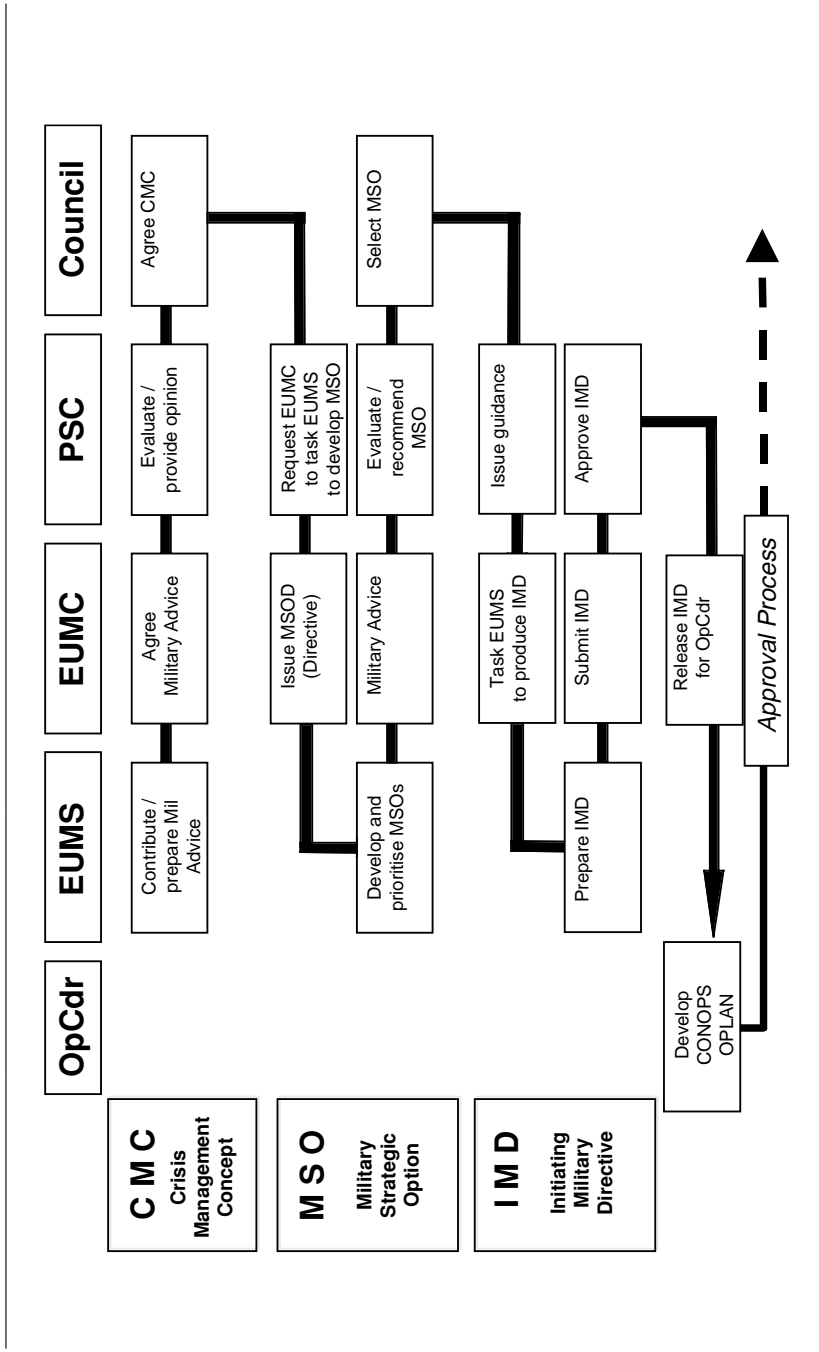 OpCdr
EUMS
EUMC
PSC
Council
C M C
Crisis
Management
Concept
Contribute /
prepare Mil
Advice
Agree
Military Advice
Evaluate /
provide opinion
Agree CMC
M S O
Military
Strategic
Option
Issue MSOD
(Directive)
Request EUMC
to task EUMS
to develop MSO
Develop and
prioritise MSOs
Military Advice
Evaluate /
recommend
MSO
Select MSO
I M D
Initiating
Military
Directive
Task EUMS
to produce IMD
Issue guidance
Prepare IMD
Submit IMD
Approve IMD
Develop
CONOPS
OPLAN
Release IMD
for OpCdr
Approval Process